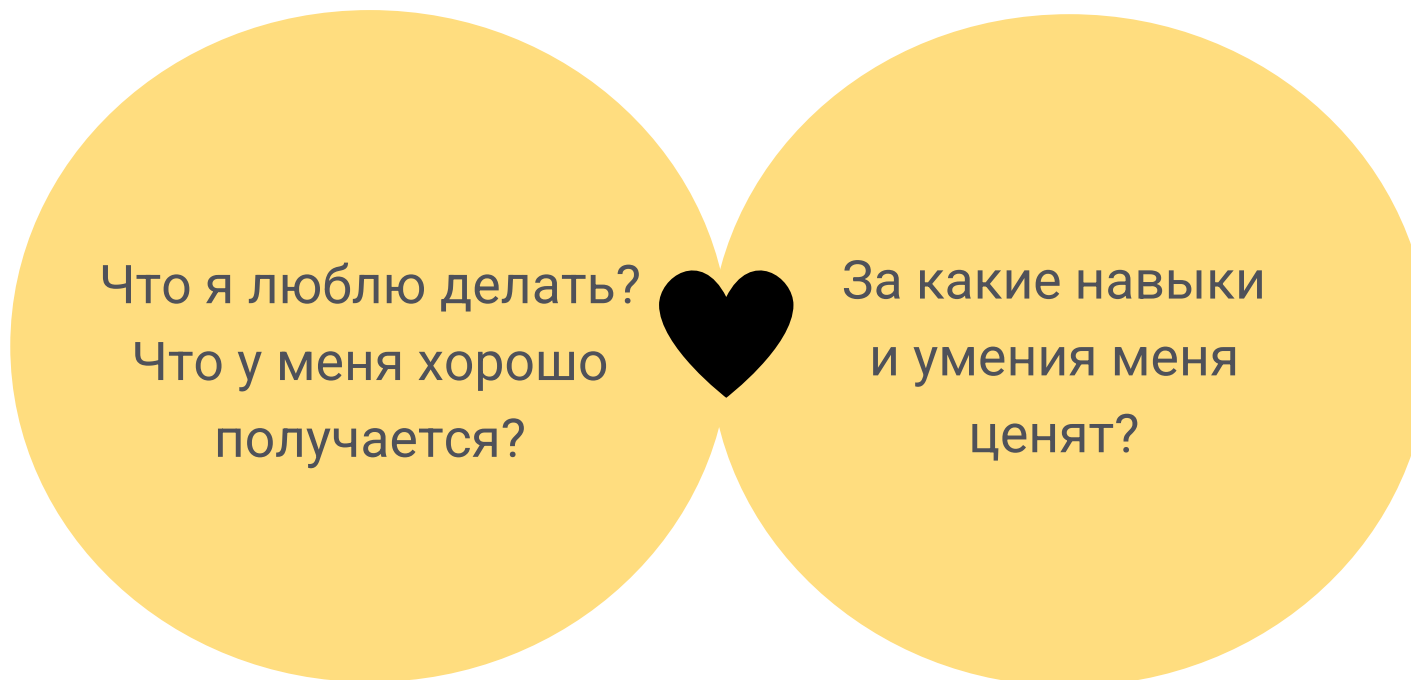 Что я люблю делать?
Что у меня хорошо
получается?
За какие навыки
и умения меня
ценят?